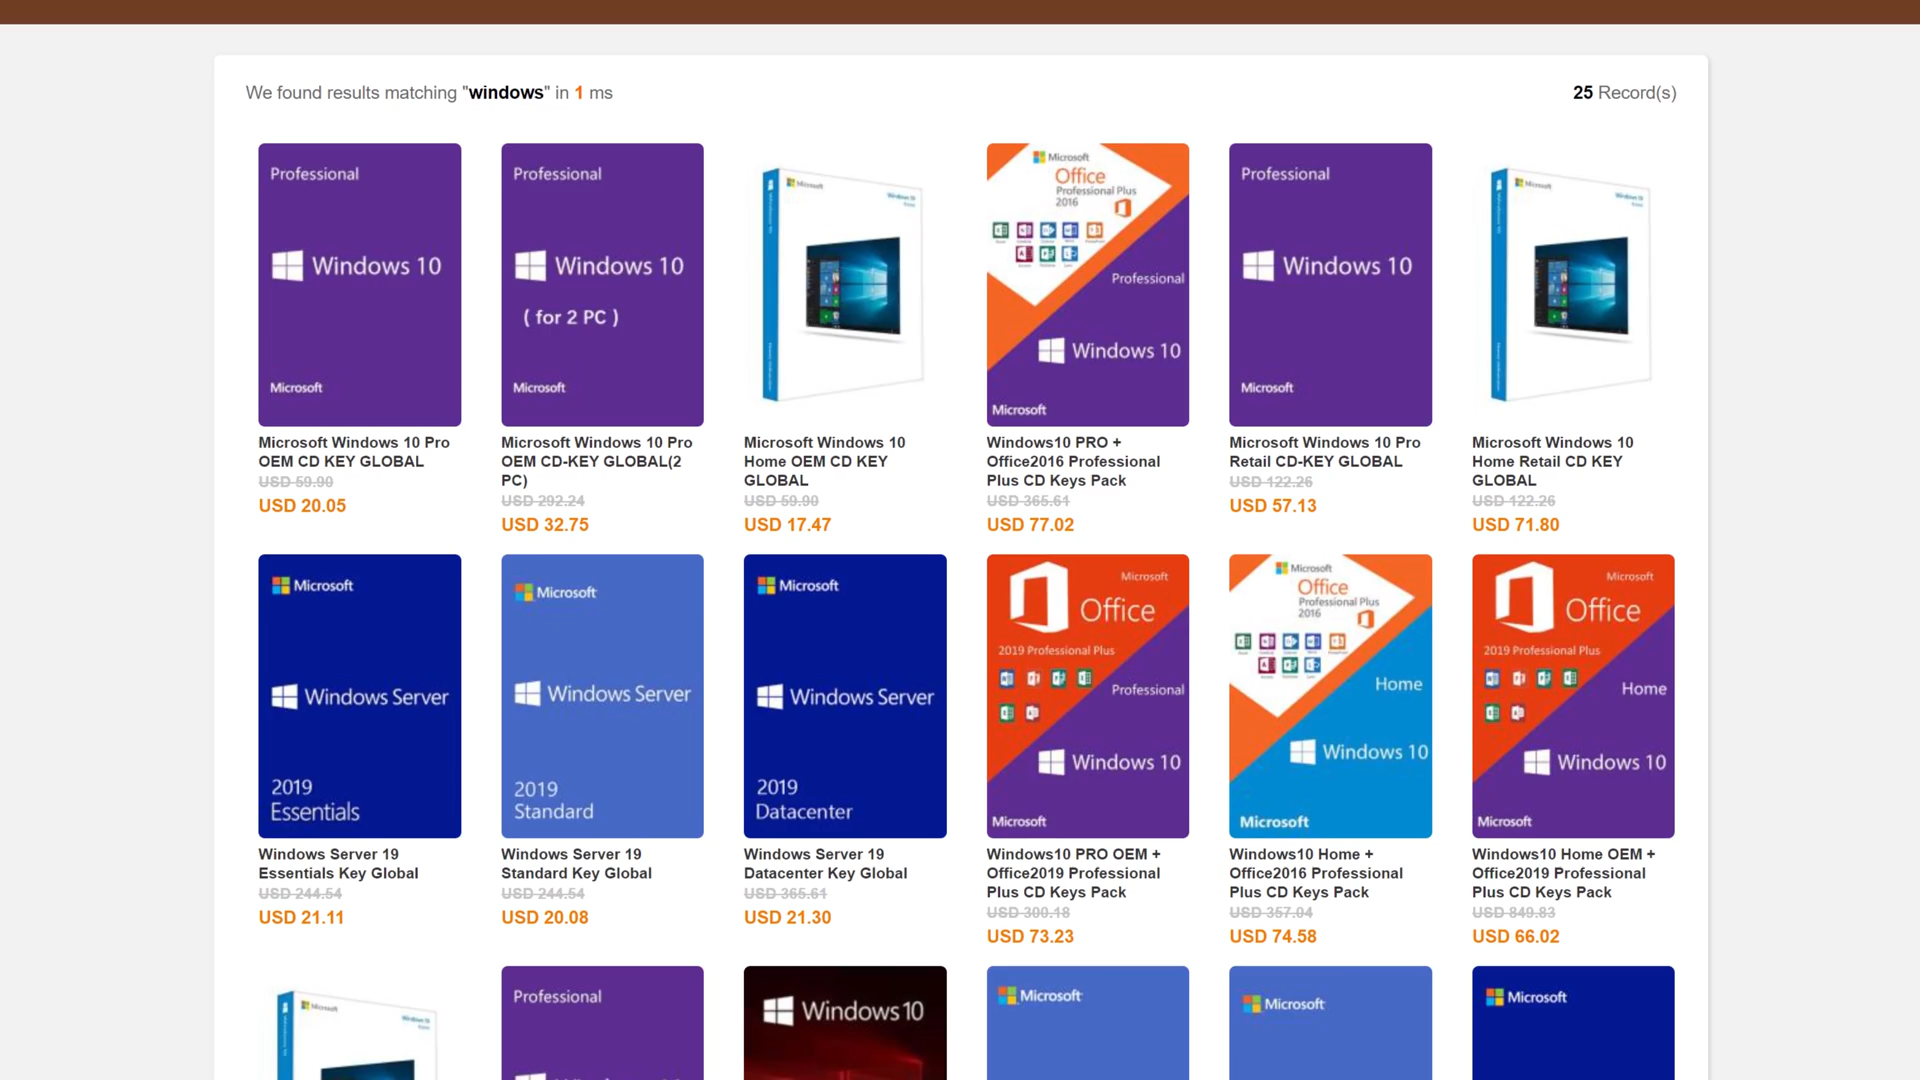 We found results matching "windows" in 1 ms
25 Record(s)
Professional
Windows 10
Microsoft
Professional
Windows 10
( for 2 PC )
Microsoft
Microsoft
Windows 10
Microsoft
Office
Professional Plus
2016
Professional
Windows 10
Microsoft
Professional
Windows 10
Microsoft
Microsoft
Windows 10
Microsoft Windows 10 Pro
OEM CD KEY GLOBAL
USD 59.90
USD 20.05
Microsoft Windows 10 Pro
OEM CD-KEY GLOBAL(2
PC)
USD 292.24
USD 32.75
Microsoft Windows 10
Home OEM CD KEY
GLOBAL
USD 59.90
USD 17.47
Windows10 PRO +
Office2016 Professional
Plus CD Keys Pack
USD 365.61
USD 77.02
Microsoft Windows 10 Pro
Retail CD-KEY GLOBAL
USD 122.26
USD 57.13
Microsoft Windows 10
Home Retail CD KEY
GLOBAL
USD 122.26
USD 71.80
Microsoft
Windows Server
2019
Essentials
Microsoft
Windows Server
2019
Standard
Microsoft
Windows Server
2019
Datacenter
Microsoft
Office
2019 Professional Plus
Professional
Windows 10
Microsoft
Microsoft
Office
Professional Plus
2016
Home
Windows 10
Microsoft
Microsoft
Office
2019 Professional Plus
Home
Windows 10
Microsoft
Windows Server 19
Essentials Key Global
USD 244.54
USD 21.11
Windows Server 19
Standard Key Global
USD 244.54
USD 20.08
Windows Server 19
Datacenter Key Global
USD 365.61
USD 21.30
Windows10 PRO OEM +
Office2019 Professional
Plus CD Keys Pack
USD 300.18
USD 73.23
Windows10 Home +
Office2016 Professional
Plus CD Keys Pack
USD 357.04
USD 74.58
Windows10 Home OEM +
Office2019 Professional
Plus CD Keys Pack
USD 849.83
USD 66.02
Microsoft
Professional
Windows 10
Microsoft
Microsoft
Microsoft